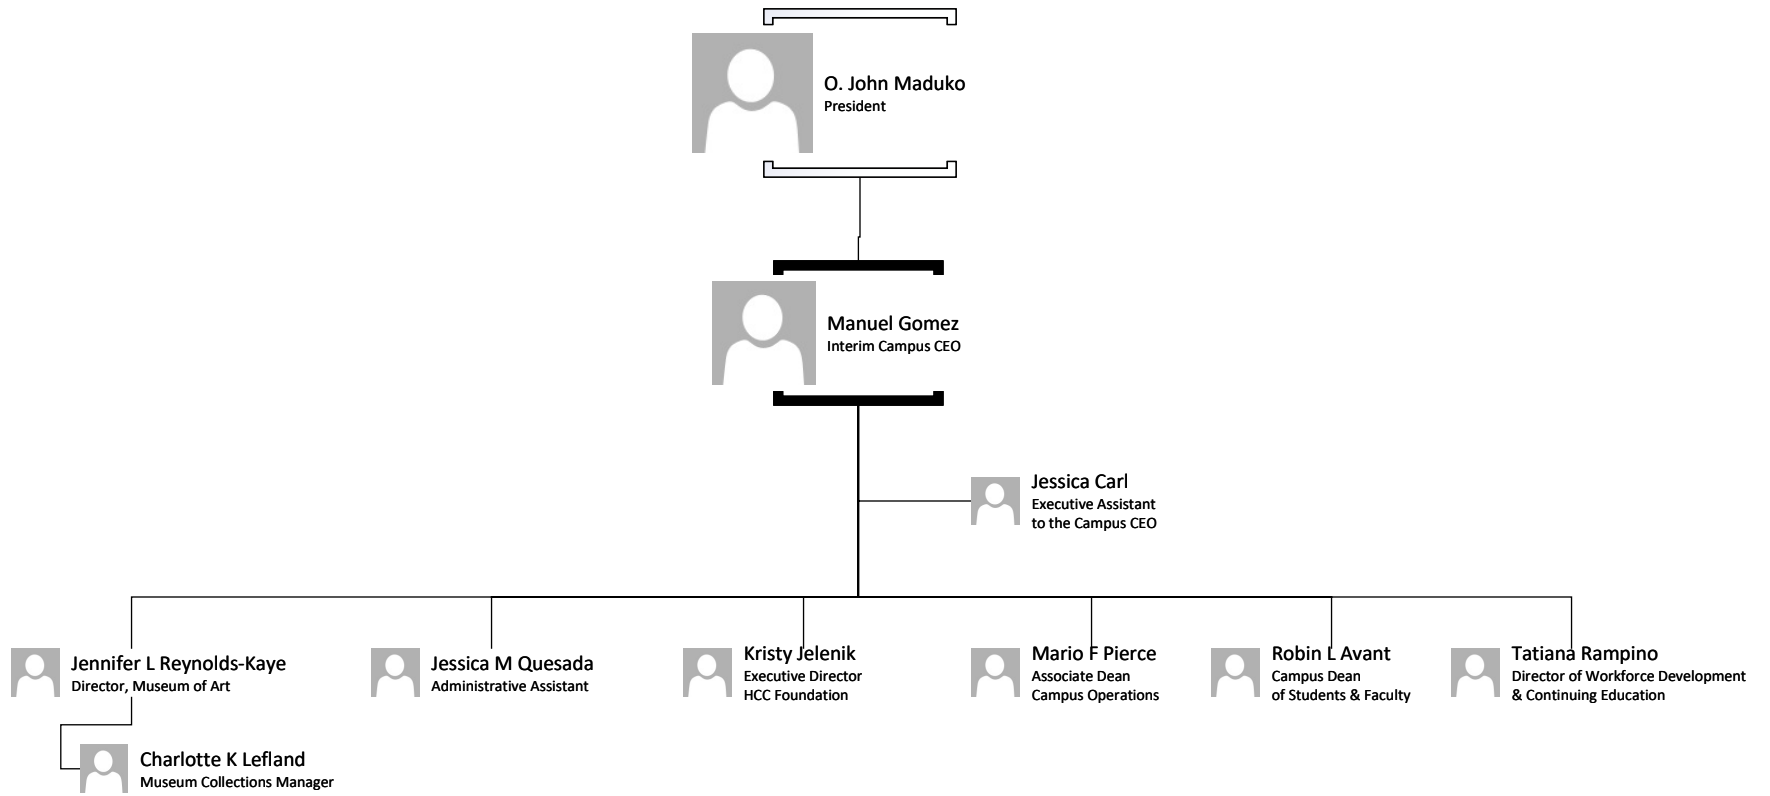 O. John Maduko
President
Manuel Gomez
Interim Campus CEO
Jessica Carl
Executive Assistant
to the Campus CEO
Jennifer L Reynolds-Kaye
Director, Museum of Art
Jessica M Quesada
Administrative Assistant
Kristy Jelenik
Executive Director
HCC Foundation
Mario F Pierce
Associate Dean
Campus Operations
Robin L Avant
Campus Dean
of Students & Faculty
Tatiana Rampino
Director of Workforce Development
& Continuing Education
Charlotte K Lefland
Museum Collections Manager